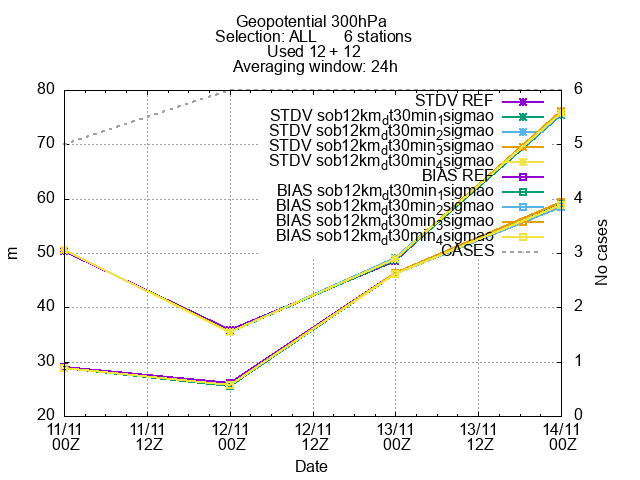 Geopotential 300hPa
Selection: ALL 6 stations
Used 12 + 12
Averaging window: 24h
80
70
60
50
40
30
20
m
6
5
4
3
2
1
0
No cases
STDV REF
STDV sob12km_dt30min_1sigmao
STDV sob12km_dt30min_2sigmao
STDV sob12km_dt30min_3sigmao
STDV sob12km_dt30min_4sigmao
BIAS REF
BIAS sob12km_dt30min_1sigmao
BIAS sob12km_dt30min_2sigmao
BIAS sob12km_dt30min_3sigmao
BIAS sob12km_dt30min_4sigmao
CASES
11/11 11/11 12/11 12/11 13/11 13/11 14/11
00Z 12Z 00Z 12Z 00Z 12Z 00Z
Date